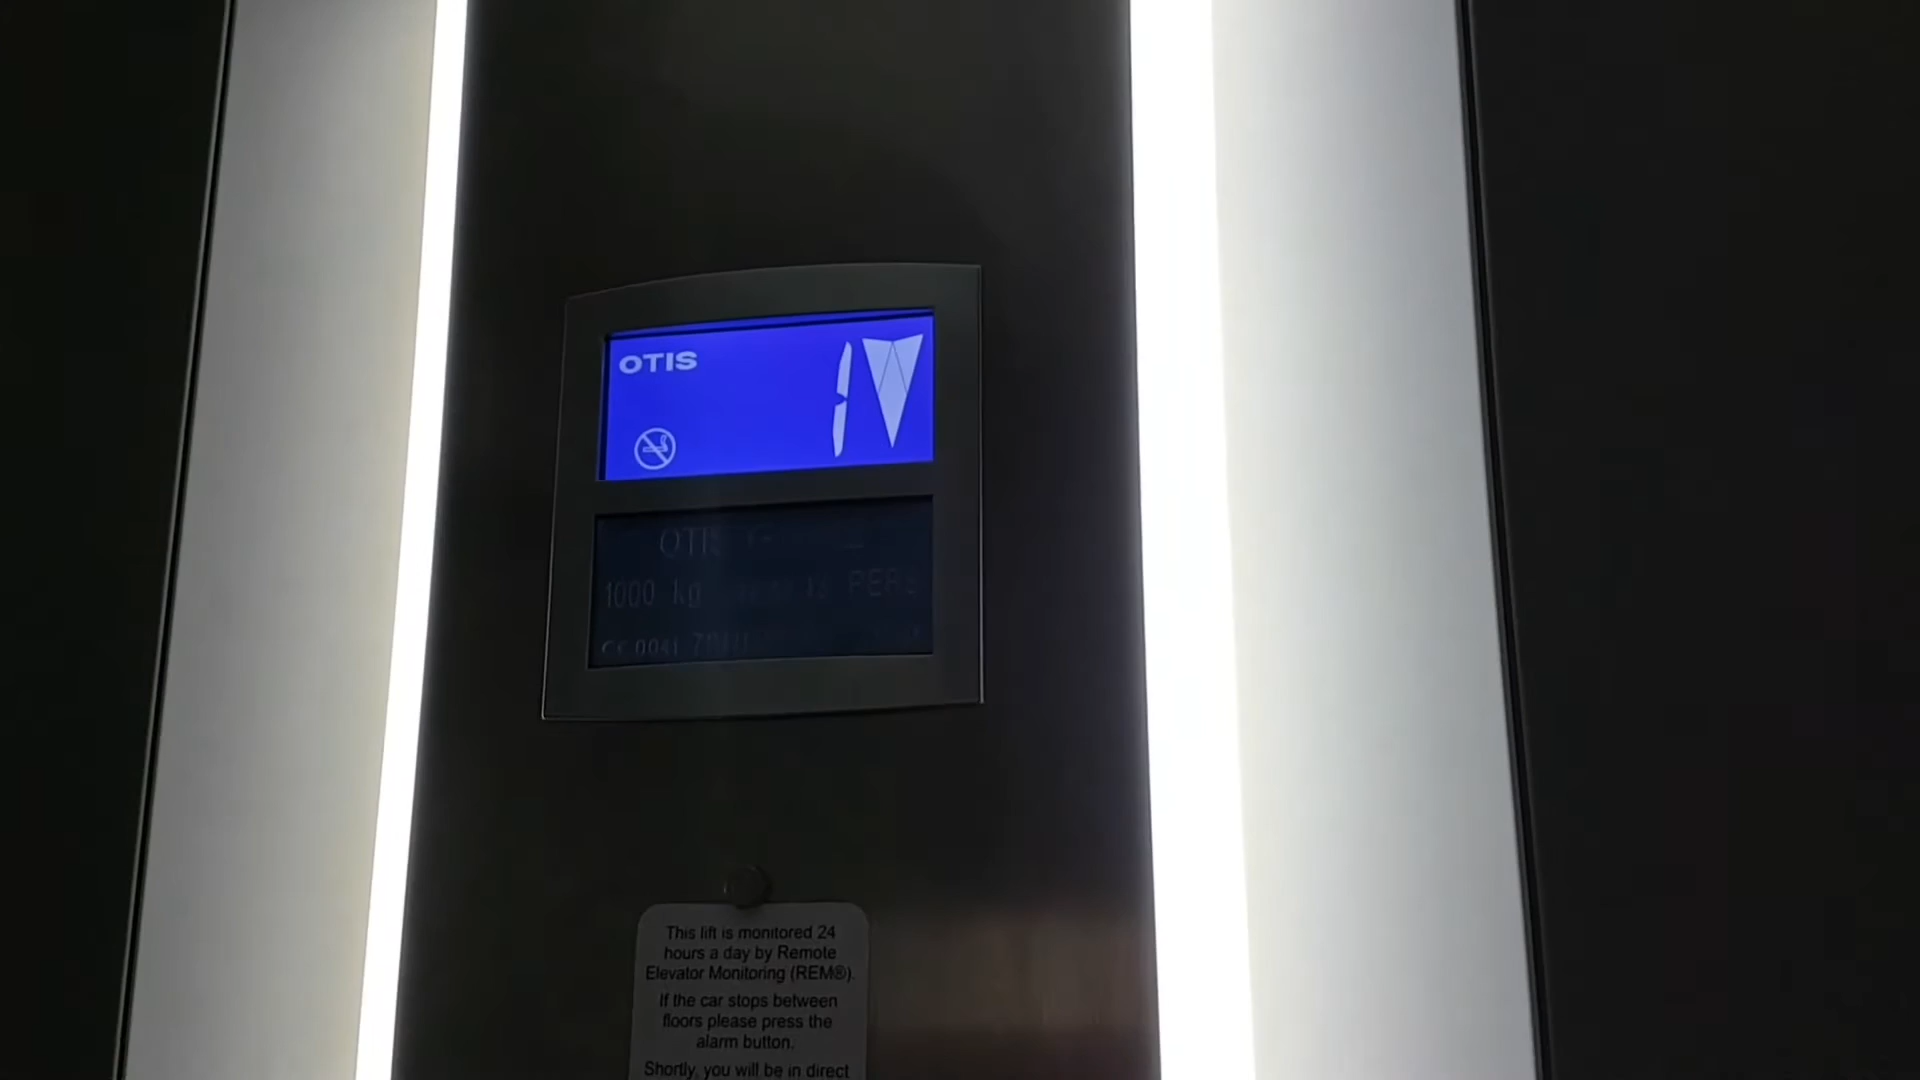 OTIS
1
OTIS
1000 kg
This lift is monitored 24
hours a day by Remote
Elevator Monitoring (REM®).
If the car stops between
floors please press the
alarm button.
Shortly, you will be in direct